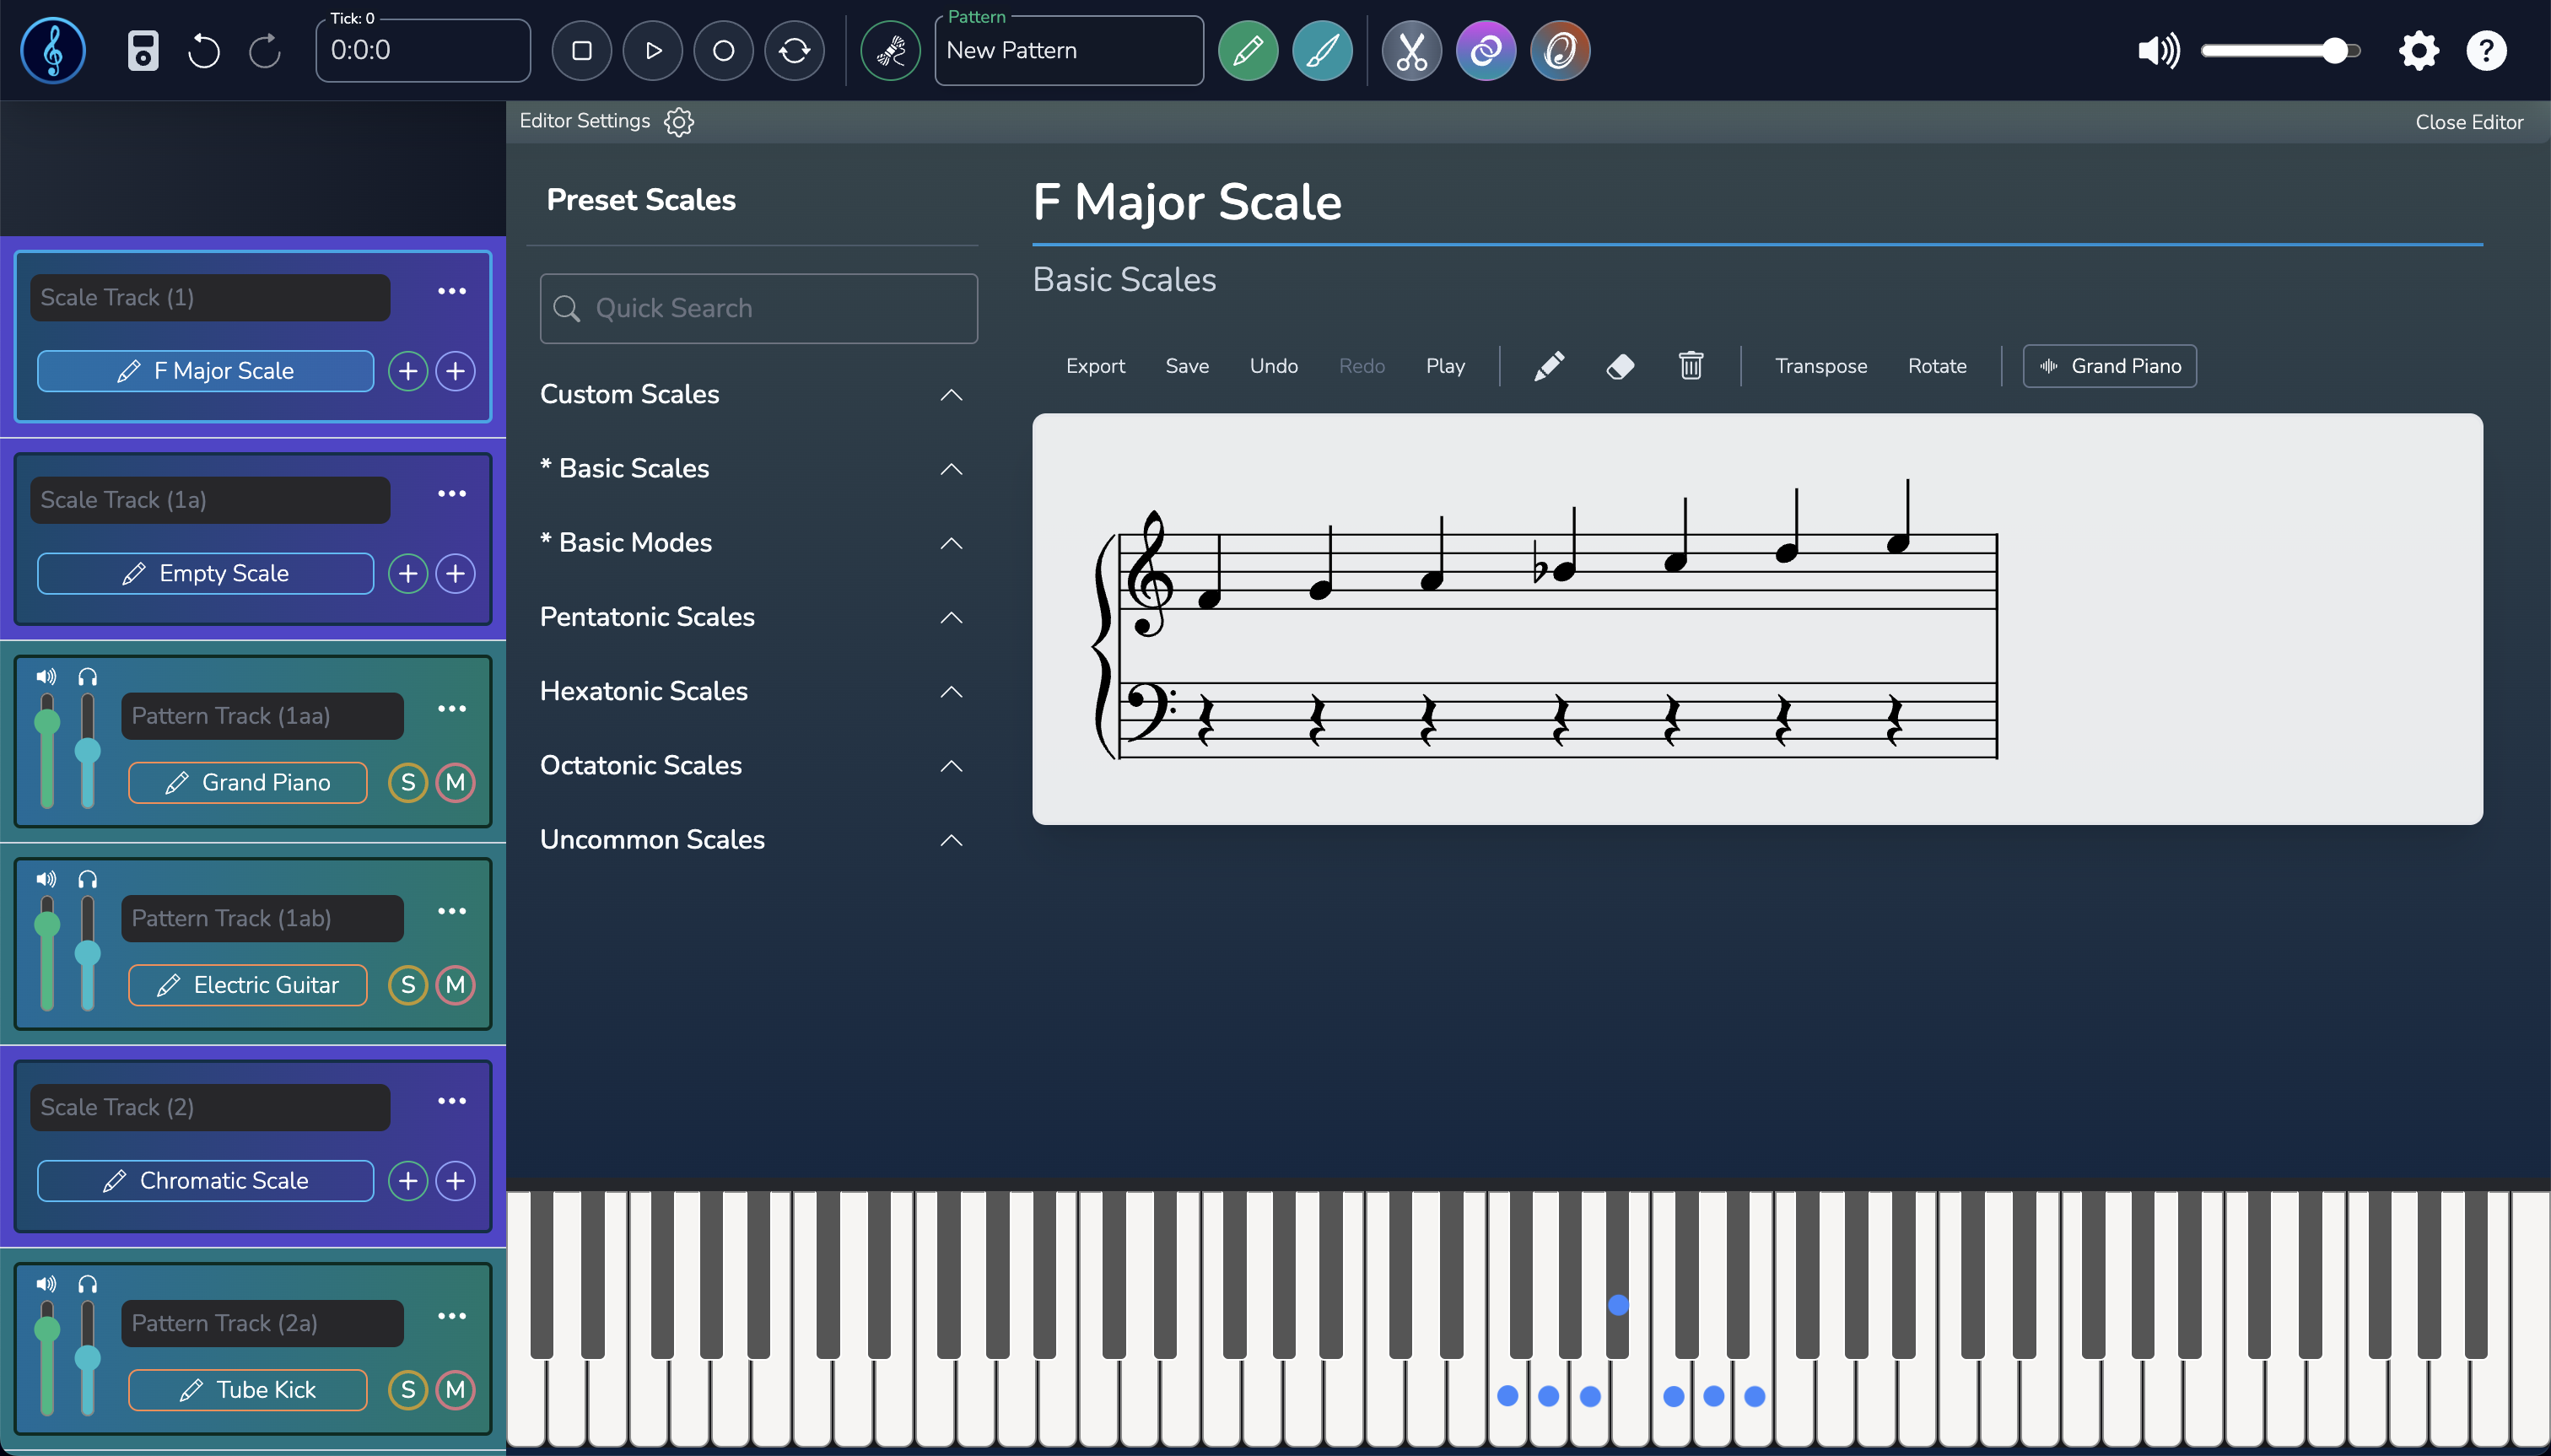 Tick: 0
0:0:0
Pattern
New Pattern
?
Editor Settings
Close Editor
Scale Track (1)
F Major Scale
Scale Track (1a)
Empty Scale
Pattern Track (1aa)
Grand Piano
S
M
Pattern Track (1ab)
Electric Guitar
S
M
Scale Track (2)
Chromatic Scale
Pattern Track (2a)
Tube Kick
S
M
Preset Scales
Quick Search
Custom Scales
* Basic Scales
* Basic Modes
Pentatonic Scales
Hexatonic Scales
Octatonic Scales
Uncommon Scales
F Major Scale
Basic Scales
Export Save Undo Redo Play Transpose Rotate Grand Piano